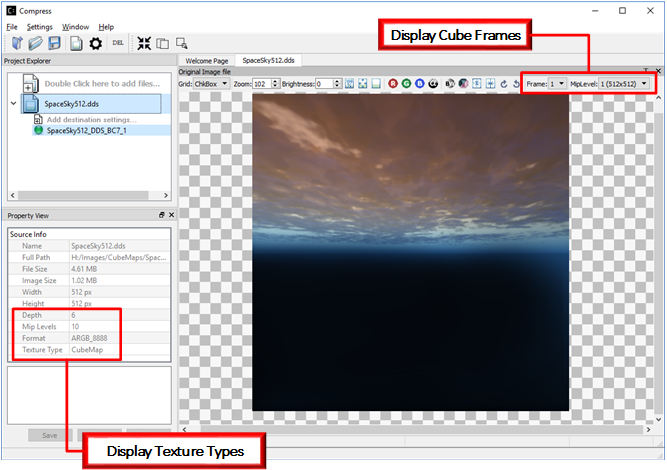 Compress
File Settings Window Help
Display Cube Frames
DEL
Project Explorer
Welcome Page SpaceSky512.dds
Original Image file
Grid: ChkBox Zoom: 102 Brightness: 0 R G B Frame: 1 MipLevel: 1 (512x512)
Double Click here to add files...
SpaceSky512.dds
Add destination settings...
SpaceSky512_DDS_BC7_1
Property View
Source Info
Name SpaceSky512.dds
Full Path H:/Images/CubeMaps/Spac...
File Size 4.61 MB
Image Size 1.02 MB
Width 512 px
Height 512 px
Depth 6
Mip Levels 10
Format ARGB_8888
Texture Type CubeMap
Save
Display Texture Types